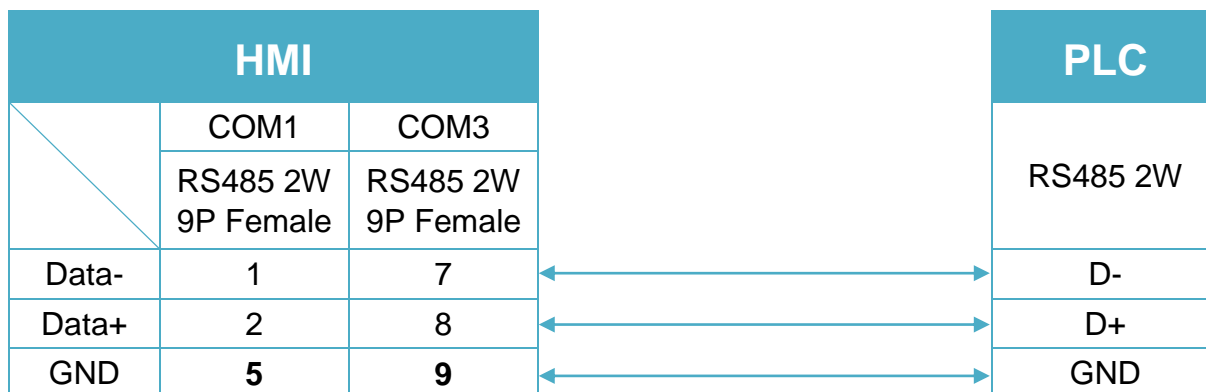 HMI PLC
COM1 COM3
RS485 2W RS485 2W RS485 2W
9P Female 9P Female
Data- 1 7 D-
Data+ 2 8 D+
GND 5 9 GND